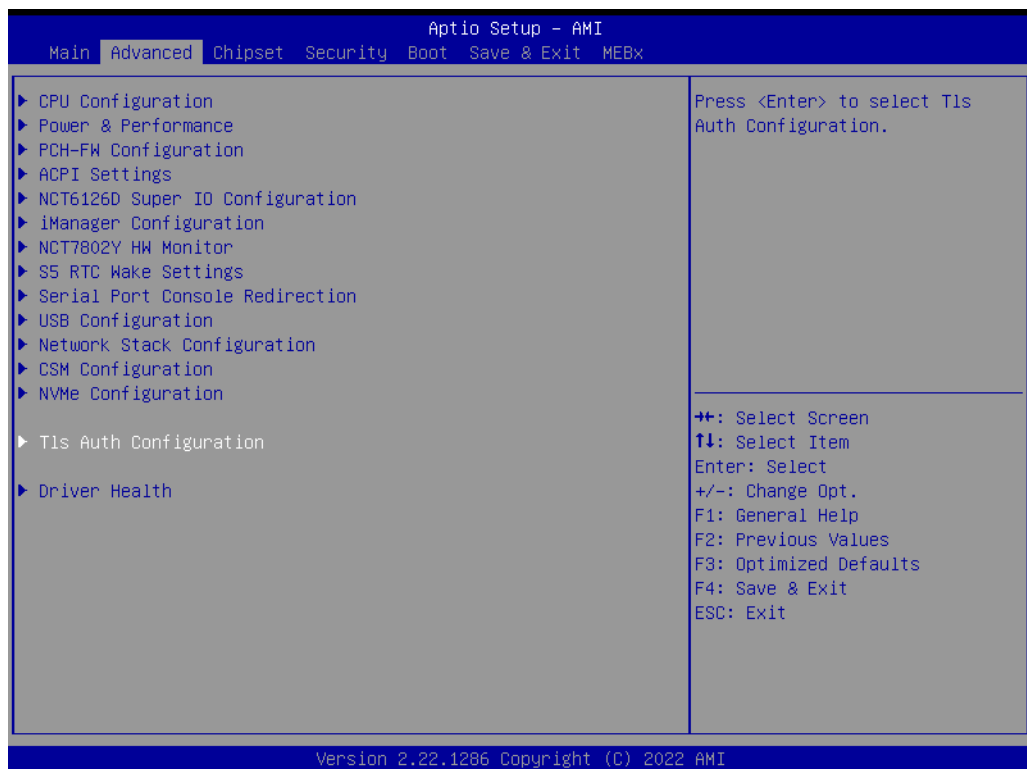 Aptio Setup – AMI
Main Advanced Chipset Security Boot Save & Exit MEBx
▶ CPU Configuration
▶ Power & Performance
▶ PCH-FW Configuration
▶ ACPI Settings
▶ NCT6126D Super IO Configuration
▶ iManager Configuration
▶ NCT7802Y HW Monitor
▶ S5 RTC Wake Settings
▶ Serial Port Console Redirection
▶ USB Configuration
▶ Network Stack Configuration
▶ CSM Configuration
▶ NVMe Configuration
▶ Tls Auth Configuration
▶ Driver Health
Press <Enter> to select Tls
Auth Configuration.
→←: Select Screen
↑↓: Select Item
Enter: Select
+/-: Change Opt.
F1: General Help
F2: Previous Values
F3: Optimized Defaults
F4: Save & Exit
ESC: Exit
Version 2.22.1286 Copyright (C) 2022 AMI